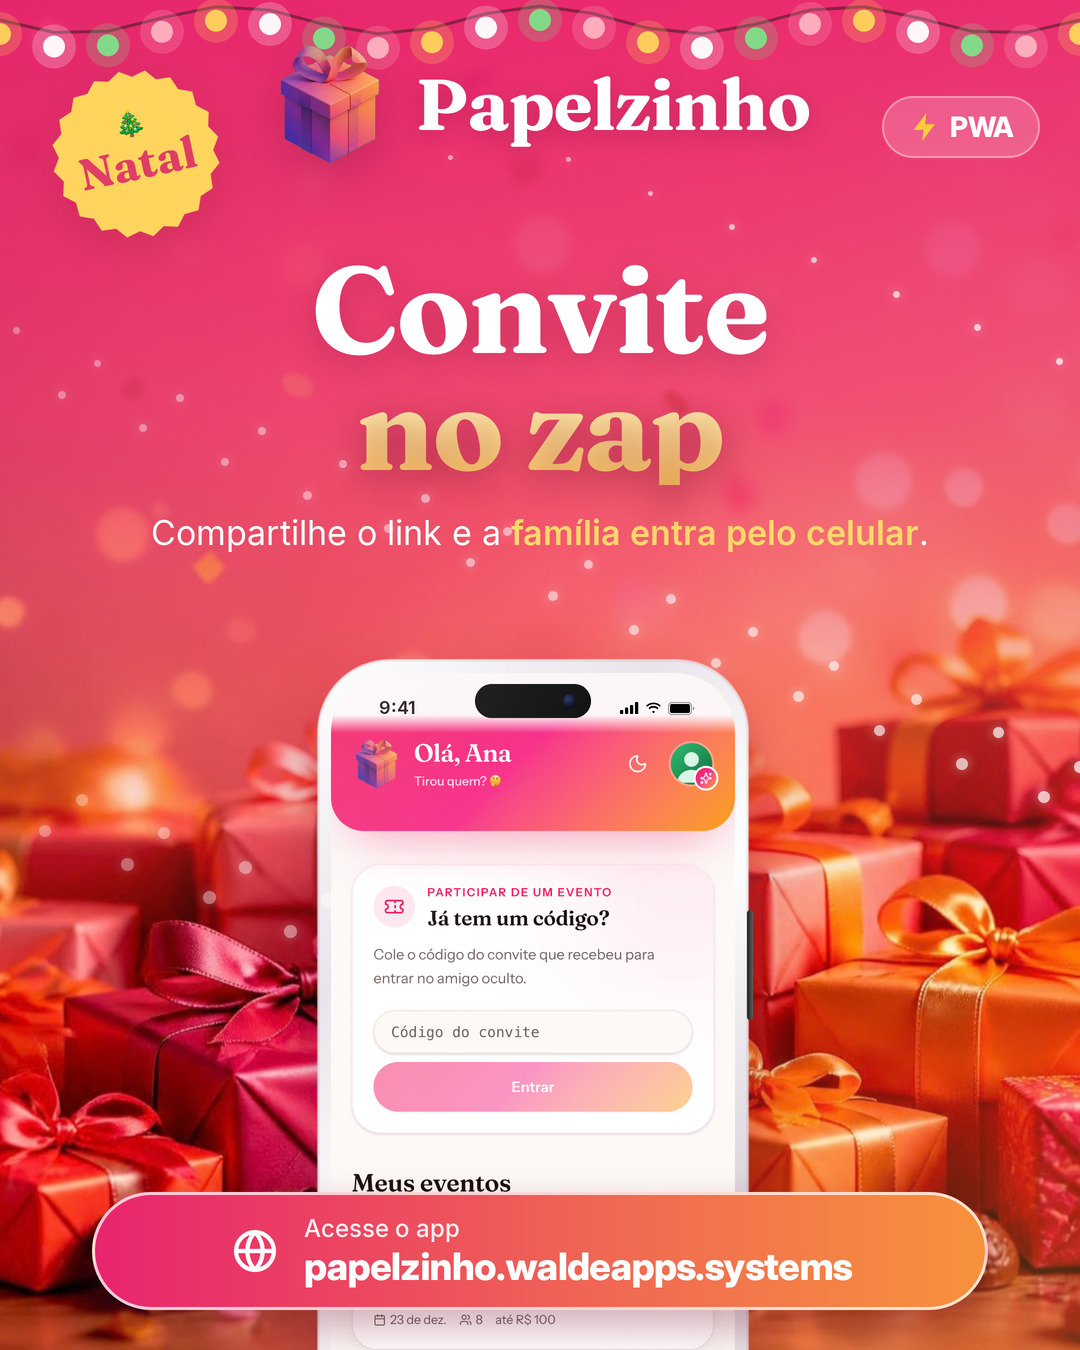 Natal
Papelzinho
PWA
Convite
no zap
Compartilhe o link e a família entra pelo celular.
9:41
Olá, Ana
Tirou quem?
PARTICIPAR DE UM EVENTO
Já tem um código?
Cole o código do convite que recebeu para
entrar no amigo oculto.
Código do convite
Entrar
Meus eventos
Acesse o app
papelzinho.waldeapps.systems
23 de dez. 8 até R$ 100